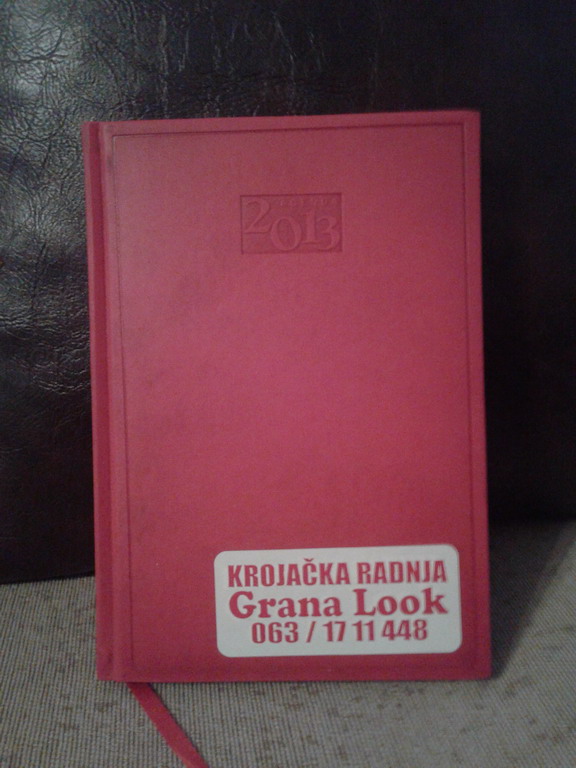 2013
KROJAČKA RADNJA
Grana Look
063 / 17 11 448